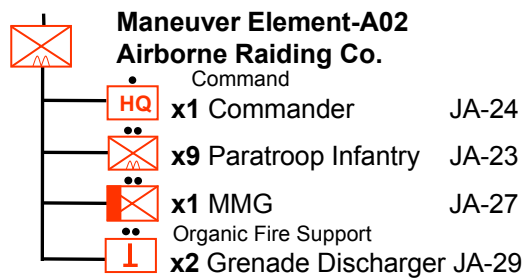 Maneuver Element-A02
Airborne Raiding Co.
Command
HQ x1 Commander JA-24
x9 Paratroop Infantry JA-23
x1 MMG JA-27
Organic Fire Support
x2 Grenade Discharger JA-29